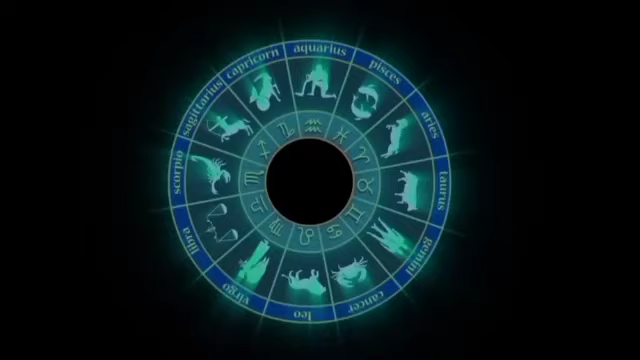 aquarius
pisces
aries
taurus
gemini
cancer
leo
virgo
libra
scorpio
sagittarius
capricorn